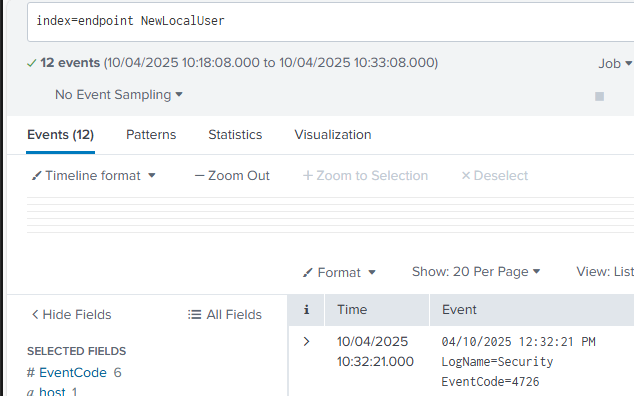 index=endpoint NewLocalUser
✓ 12 events (10/04/2025 10:18:08.000 to 10/04/2025 10:33:08.000)
Job ▾
No Event Sampling ▾
Events (12) Patterns Statistics Visualization
Timeline format ▾ — Zoom Out + Zoom to Selection × Deselect
Format ▾ Show: 20 Per Page ▾ View: List
< Hide Fields All Fields
i Time Event
SELECTED FIELDS
# EventCode 6
a host 1
> 10/04/2025
10:32:21.000
04/10/2025 12:32:21 PM
LogName=Security
EventCode=4726